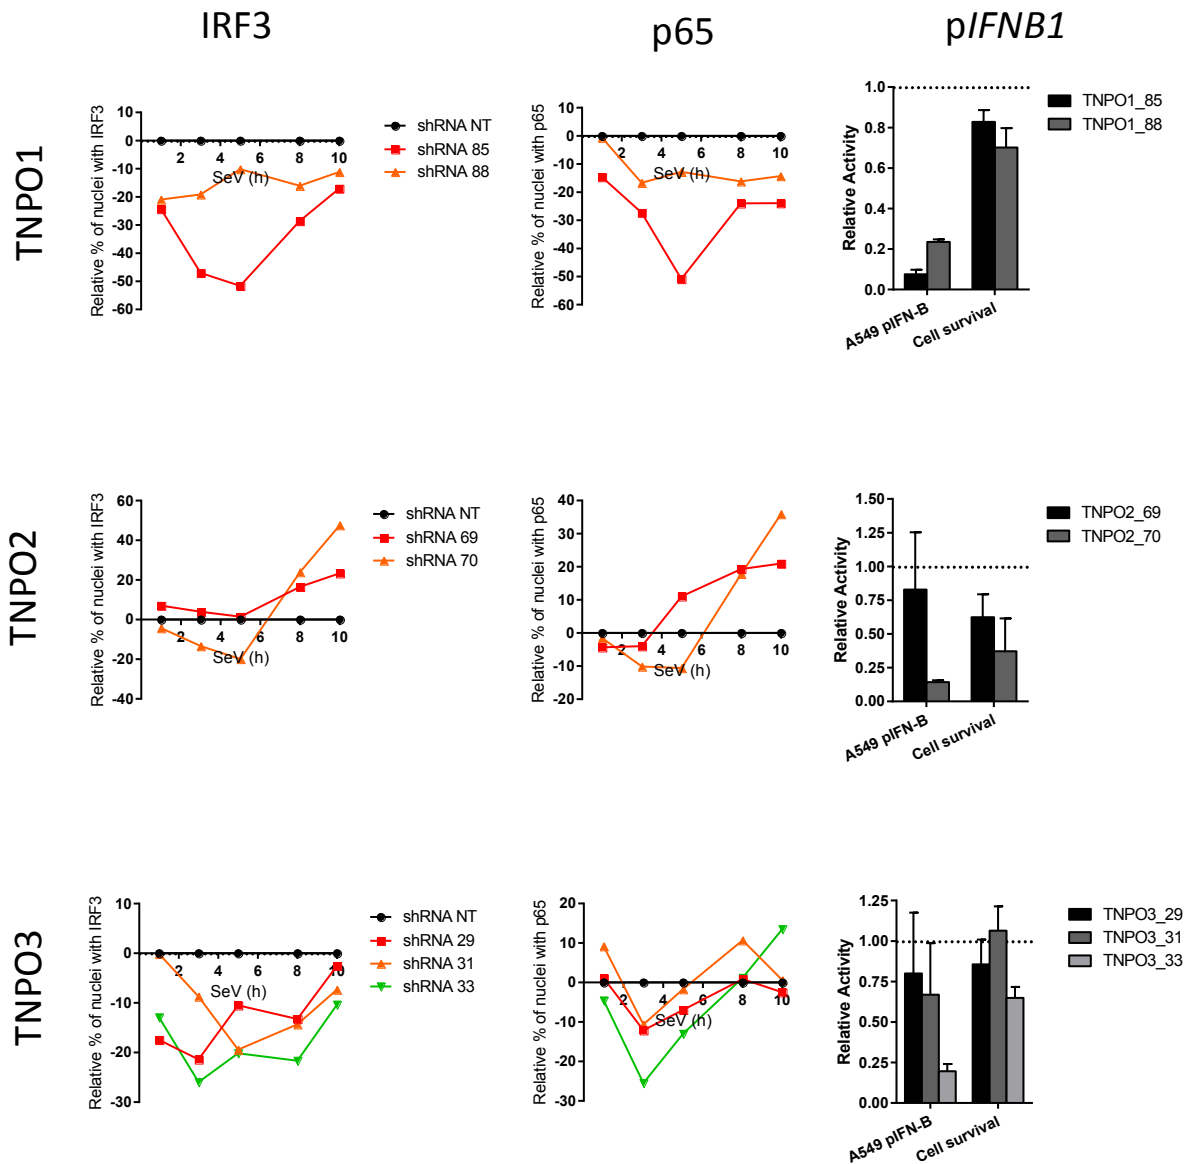 IRF3
p65
pIFNB1
TNPO1
Relative % of nuclei with IRF3
10
0
-10
-20
-30
-40
-50
-60
2 4 6 8 10
SeV (h)
shRNA NT
shRNA 85
shRNA 88
Relative % of nuclei with p65
10
0
-10
-20
-30
-40
-50
-60
2 4 6 8 10
SeV (h)
Relative Activity
1.0
0.8
0.6
0.4
0.2
0.0
A549 pIFN-B
Cell survival
TNPO1_85
TNPO1_88
TNPO2
Relative % of nuclei with IRF3
60
40
20
0
-20
-40
2 4 6 8 10
SeV (h)
shRNA NT
shRNA 69
shRNA 70
Relative % of nuclei with p65
40
30
20
10
0
-10
-20
2 4 6 8 10
SeV (h)
Relative Activity
1.50
1.25
1.00
0.75
0.50
0.25
0.00
A549 pIFN-B
Cell survival
TNPO2_69
TNPO2_70
TNPO3
Relative % of nuclei with IRF3
10
0
-10
-20
-30
2 4 6 8 10
SeV (h)
shRNA NT
shRNA 29
shRNA 31
shRNA 33
Relative % of nuclei with p65
20
10
0
-10
-20
-30
2 4 6 8 10
SeV (h)
Relative Activity
1.25
1.00
0.75
0.50
0.25
0.00
A549 pIFN-B
Cell survival
TNPO3_29
TNPO3_31
TNPO3_33